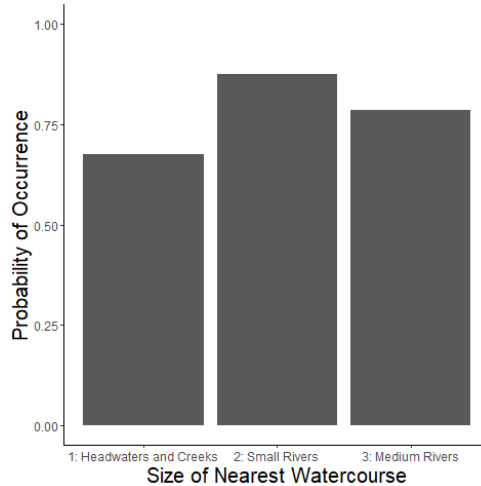 Probability of Occurrence
1.00
0.75
0.50
0.25
0.00
1: Headwaters and Creeks 2: Small Rivers 3: Medium Rivers
Size of Nearest Watercourse